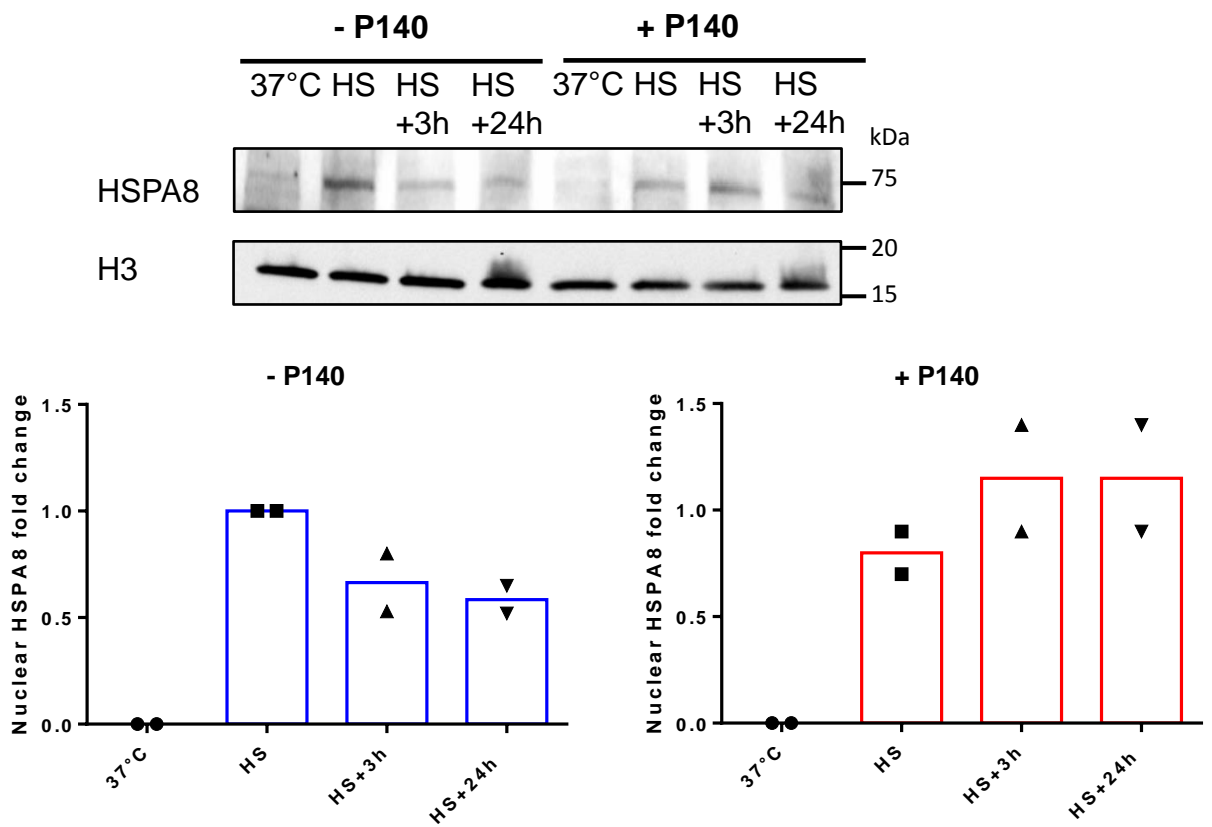 - P140 + P140
37°C HS HS HS 37°C HS HS HS
+3h +24h +3h +24h
kDa
HSPA8
75
H3
20
15
- P140
Nuclear HSPA8 fold change
1.5
1.0
0.5
0.0
37°C HS HS+3h HS+24h
+ P140
Nuclear HSPA8 fold change
1.5
1.0
0.5
0.0
37°C HS HS+3h HS+24h